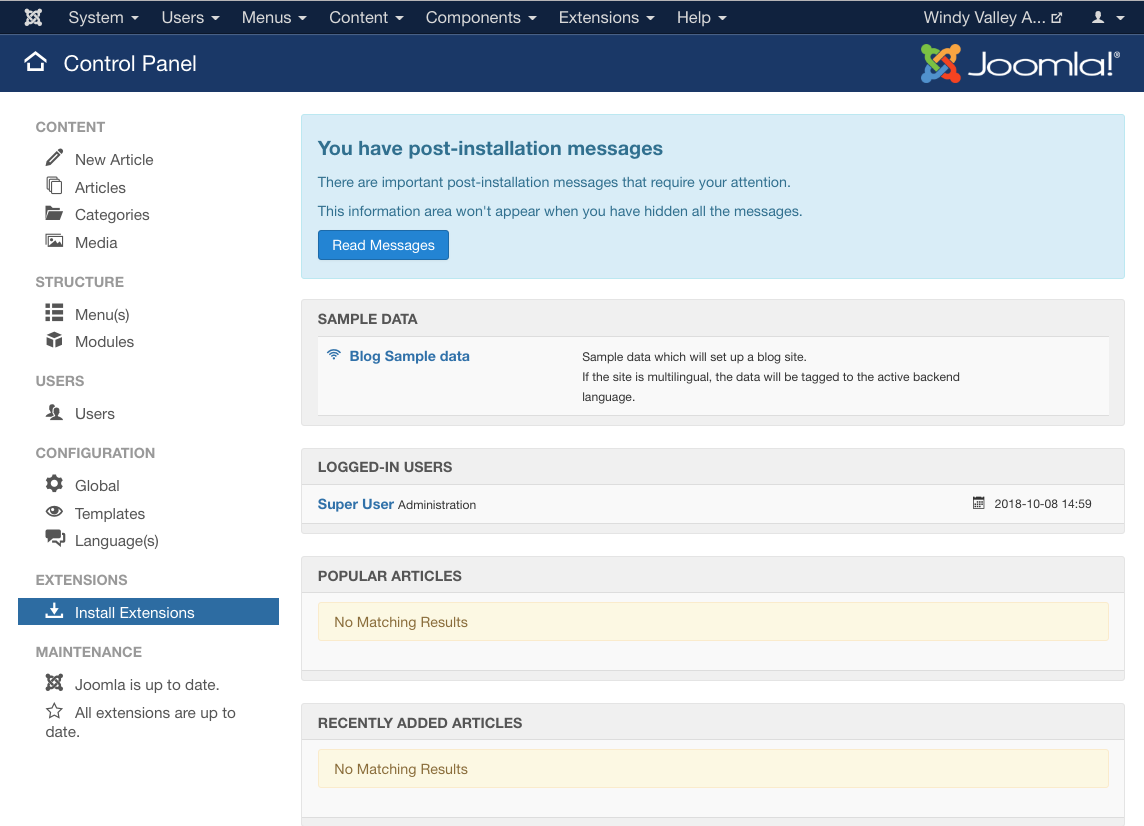 System Users Menus Content Components Extensions Help Windy Valley A...
Control Panel
Joomla!®
CONTENT
New Article
Articles
Categories
Media
STRUCTURE
Menu(s)
Modules
USERS
Users
CONFIGURATION
Global
Templates
Language(s)
EXTENSIONS
Install Extensions
MAINTENANCE
Joomla is up to date.
All extensions are up to
date.
You have post-installation messages
There are important post-installation messages that require your attention.
This information area won't appear when you have hidden all the messages.
Read Messages
SAMPLE DATA
Blog Sample data
Sample data which will set up a blog site.
If the site is multilingual, the data will be tagged to the active backend
language.
LOGGED-IN USERS
Super User Administration 2018-10-08 14:59
POPULAR ARTICLES
No Matching Results
RECENTLY ADDED ARTICLES
No Matching Results